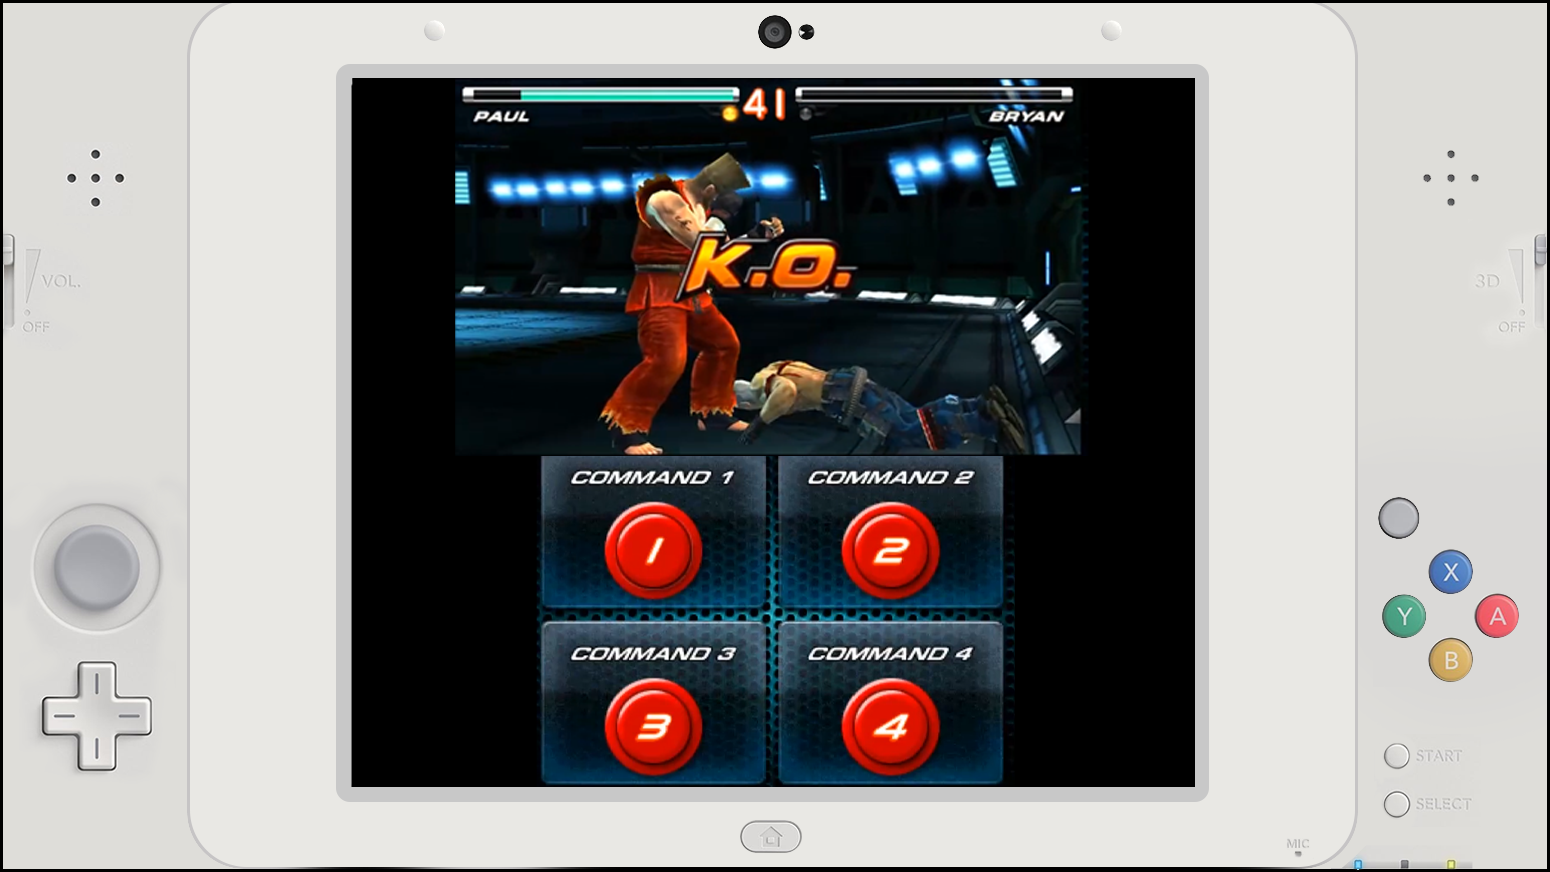 41
PAUL
BRYAN
K.O.
VOL.
OFF
3D
OFF
COMMAND 1
COMMAND 2
1
2
X
Y
A
B
COMMAND 3
COMMAND 4
3
4
START
SELECT
MIC